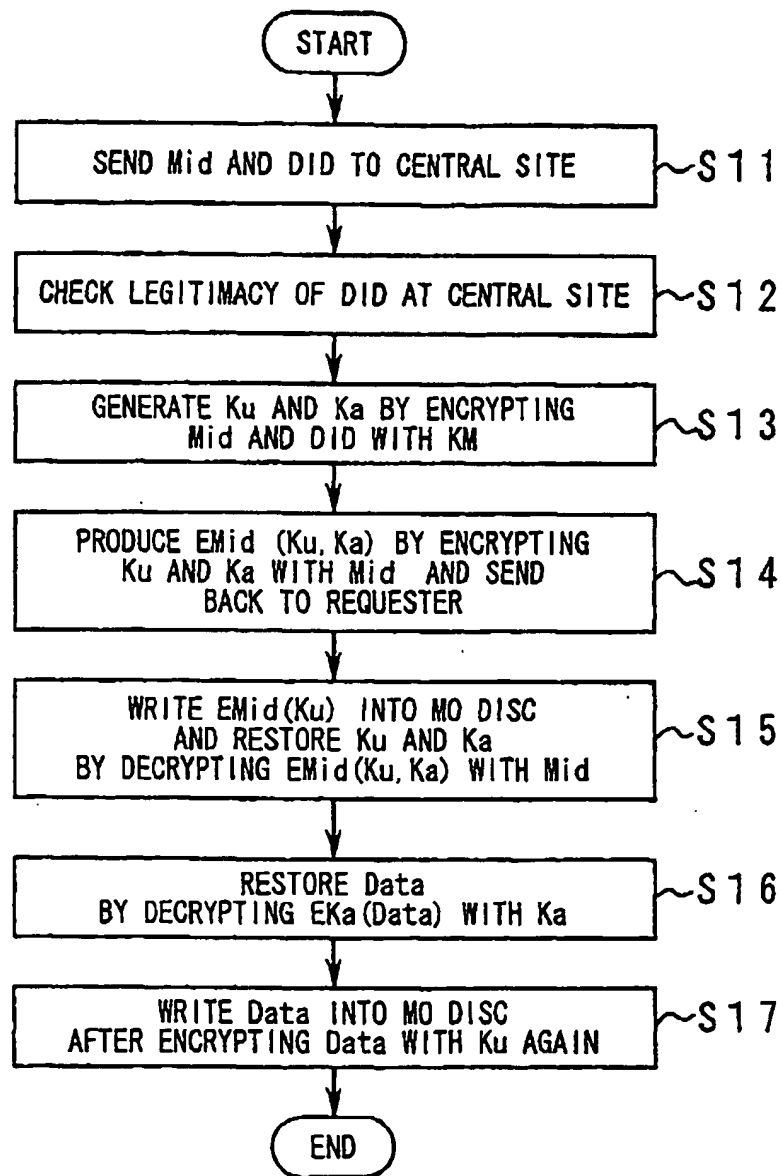 START
SEND Mid AND DID TO CENTRAL SITE
S11
CHECK LEGITIMACY OF DID AT CENTRAL SITE
S12
GENERATE Ku AND Ka BY ENCRYPTING
Mid AND DID WITH KM
S13
PRODUCE EMid (Ku, Ka) BY ENCRYPTING
Ku AND Ka WITH Mid AND SEND
BACK TO REQUESTER
S14
WRITE EMid(Ku) INTO MO DISC
AND RESTORE Ku AND Ka
BY DECRYPTING EMid(Ku, Ka) WITH Mid
S15
RESTORE Data
BY DECRYPTING EKa(Data) WITH Ka
S16
WRITE Data INTO MO DISC
AFTER ENCRYPTING Data WITH Ku AGAIN
S17
END